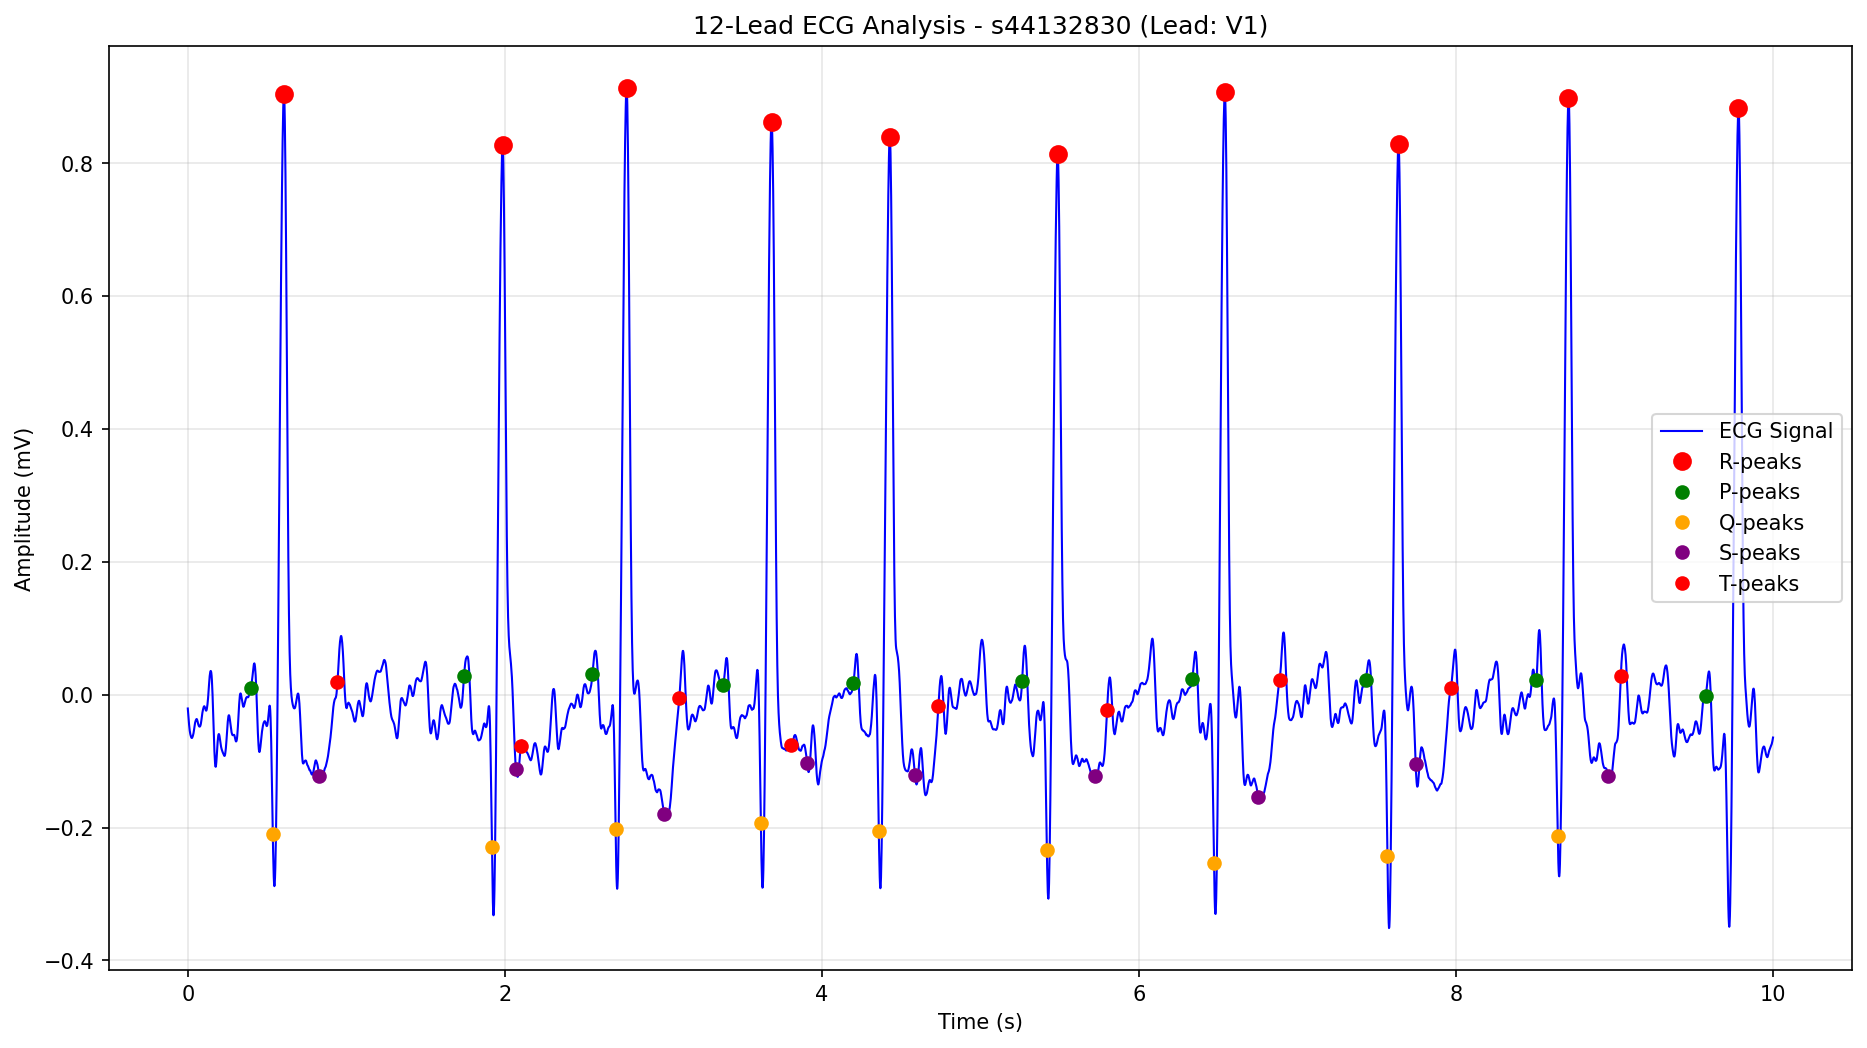 12-Lead ECG Analysis - s44132830 (Lead: V1)
Amplitude (mV)
0.8
0.6
0.4
0.2
0.0
−0.2
−0.4
ECG Signal
R-peaks
P-peaks
Q-peaks
S-peaks
T-peaks
0 2 4 6 8 10
Time (s)